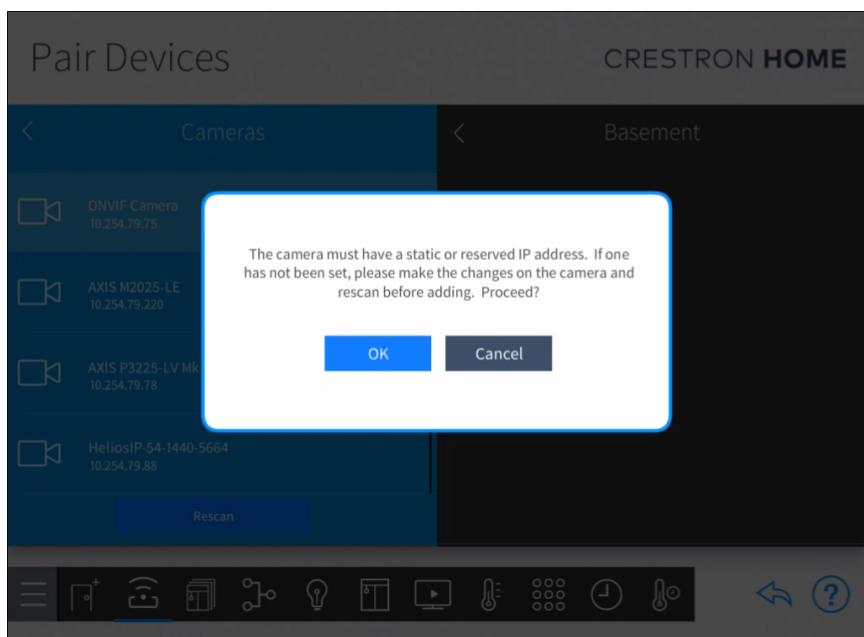 Pair Devices
CRESTRON HOME
Cameras
Basement
ONVIF Camera
10.254.79.75
AXIS M2025-LE
10.254.79.220
AXIS P3225-LV Mk
10.254.79.78
HeliosIP-54-1440-5664
10.254.79.88
Rescan
The camera must have a static or reserved IP address. If one
has not been set, please make the changes on the camera and
rescan before adding. Proceed?
OK
Cancel
?